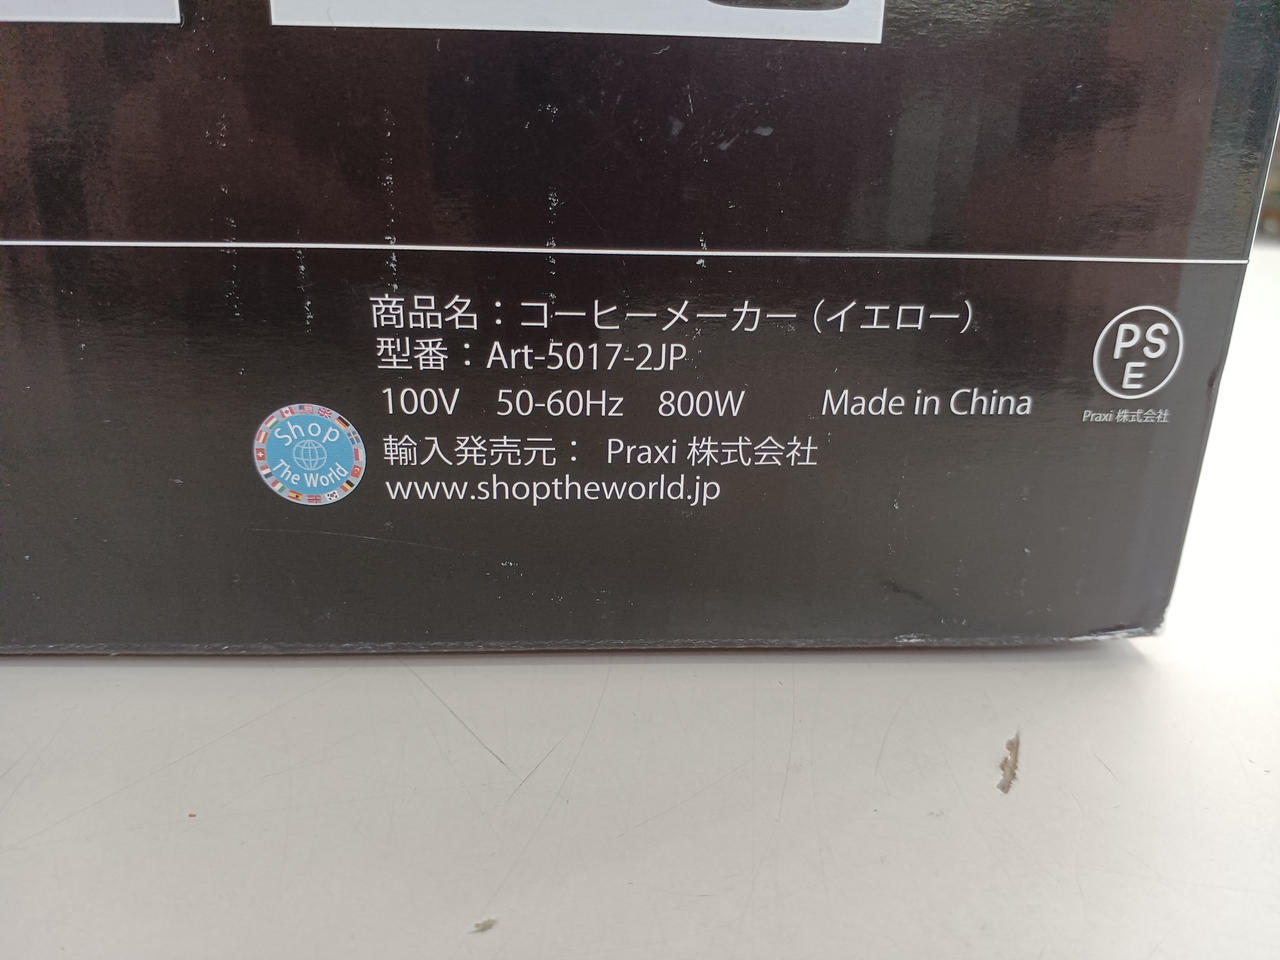 商品名：コーヒーメーカー（イエロー）
型番：Art-5017-2JP
100V 50-60Hz 800W Made in China
輸入発売元： Praxi 株式会社
www.shoptheworld.jp
Shop
The World
PS
E
Praxi 株式会社